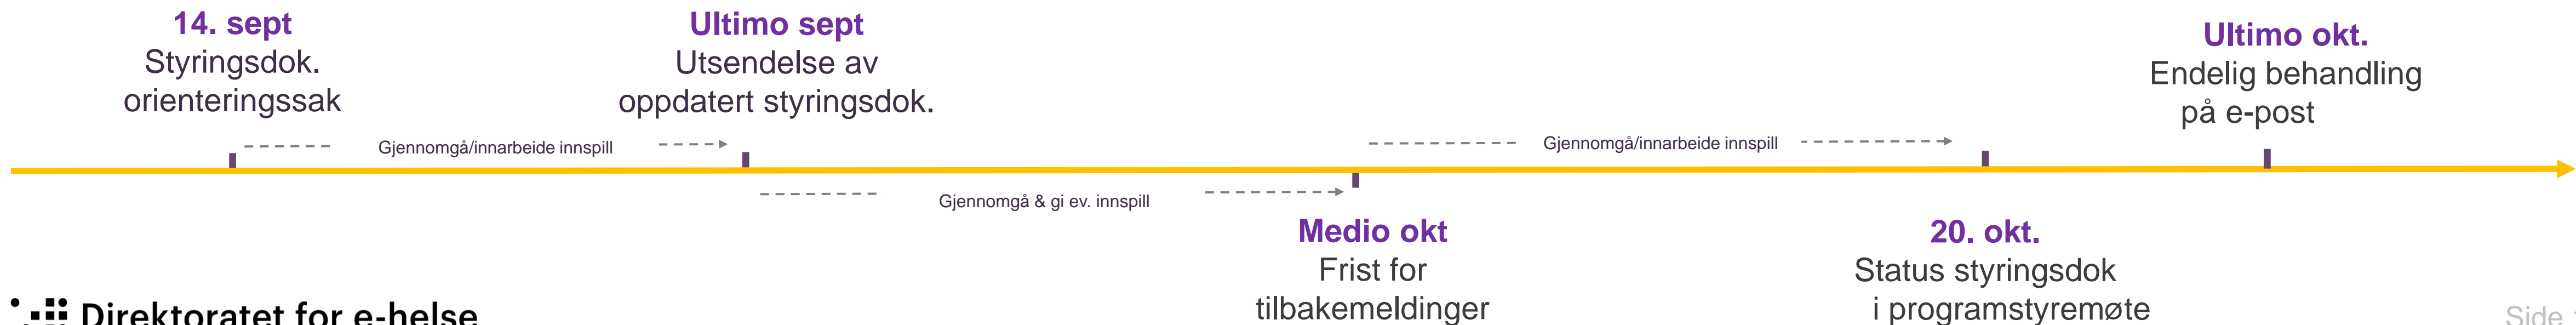 14. sept
Styringsdok.
orienteringssak
Ultimo sept
Utsendelse av
oppdatert styringsdok.
Ultimo okt.
Endelig behandling
på e-post
Gjennomgå/innarbeide innspill
Gjennomgå/innarbeide innspill
Gjennomgå & gi ev. innspill
Medio okt
Frist for
tilbakemeldinger
20. okt.
Status styringsdok
i programstyremøte
Direktoratet for e-helse
Side